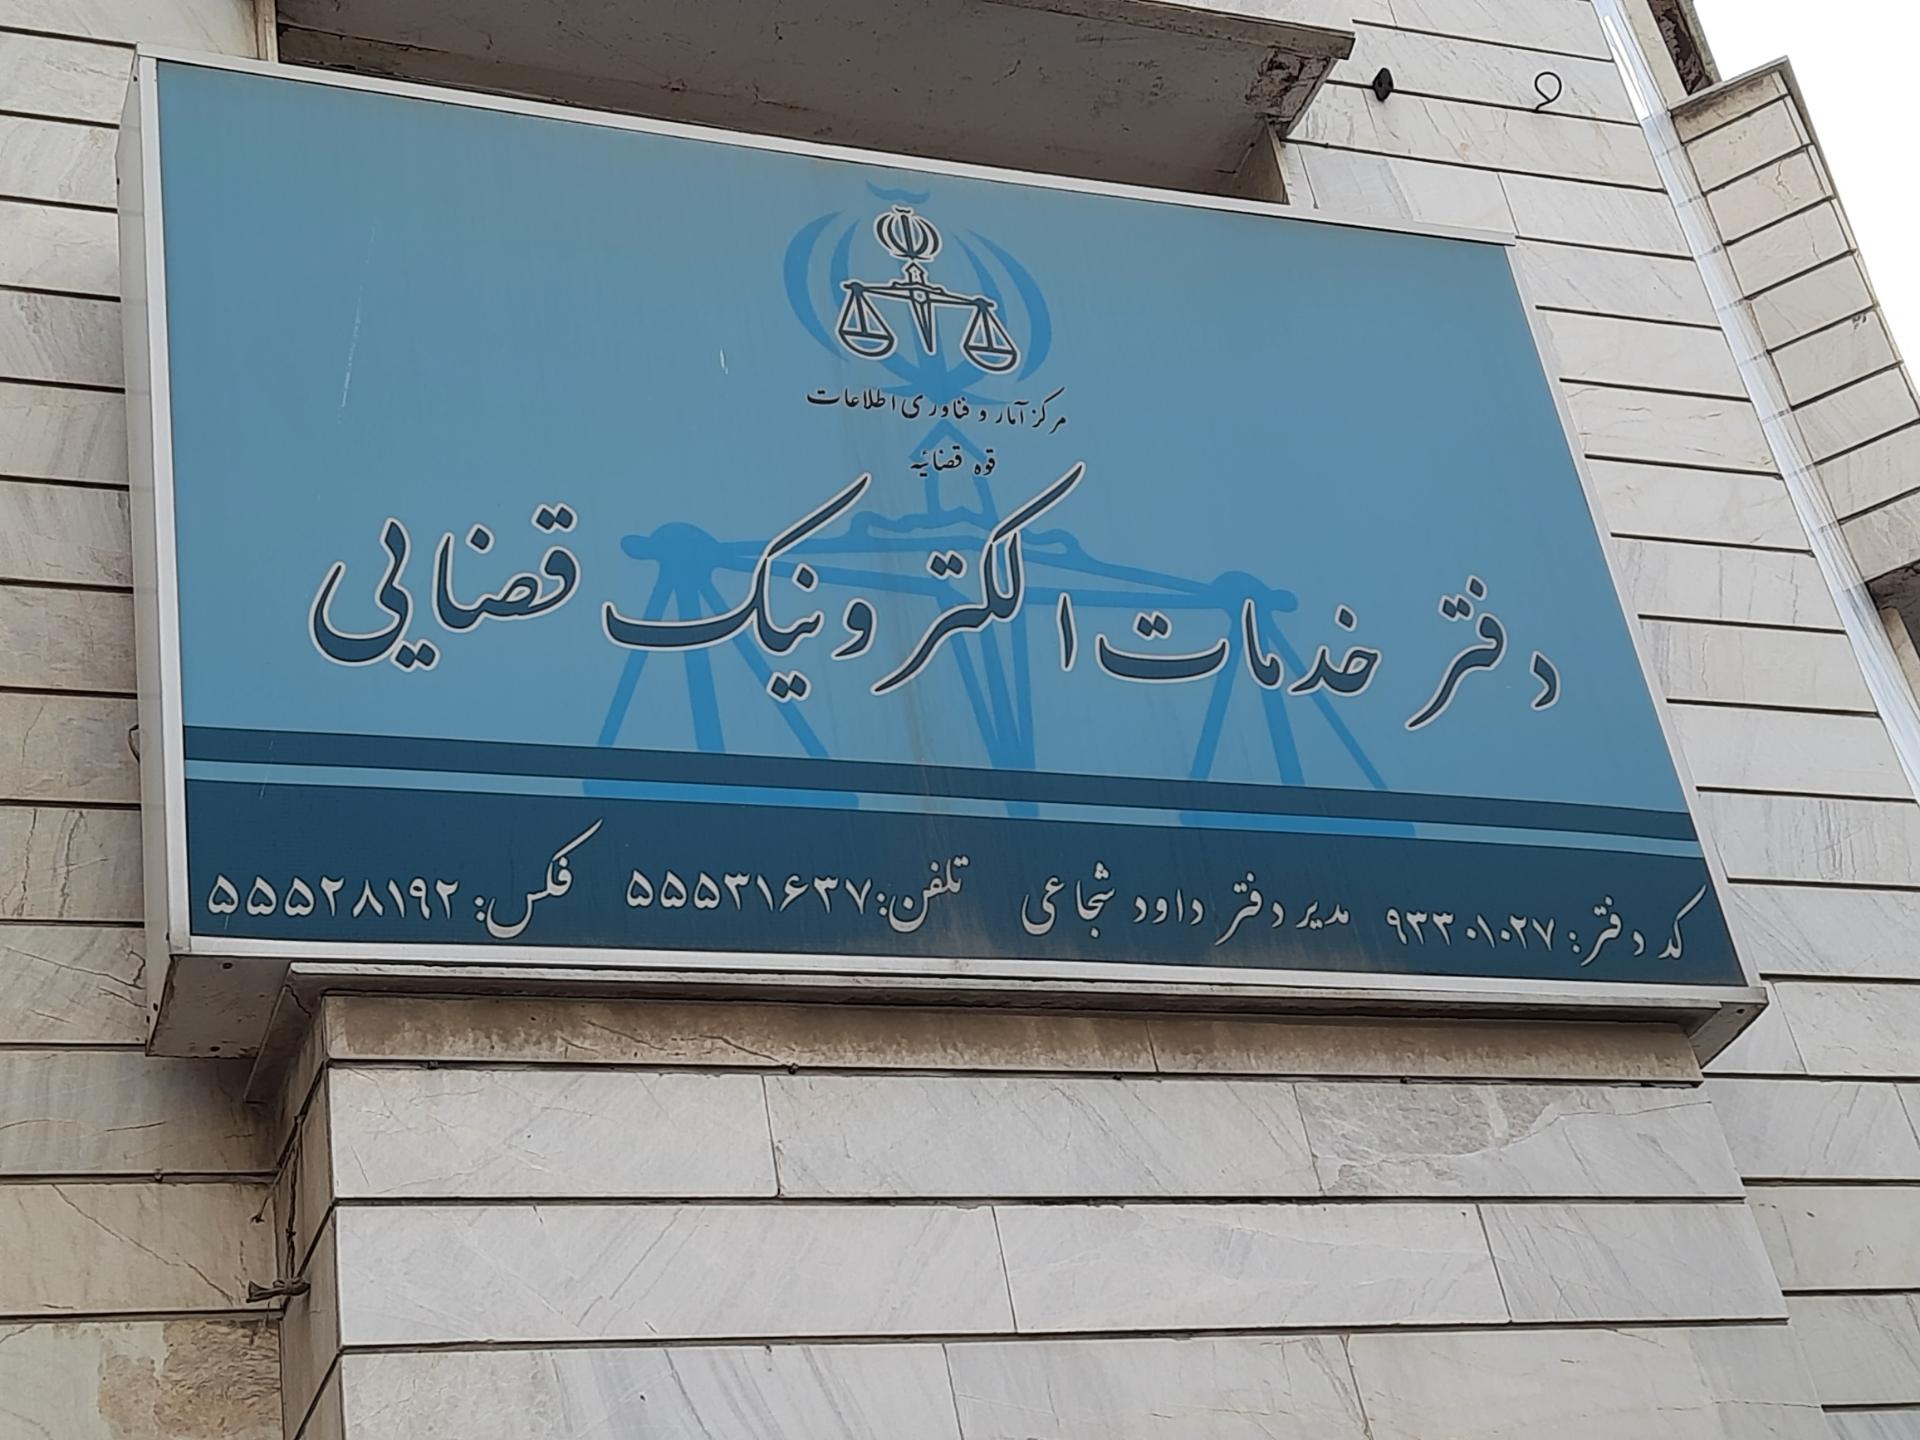 مرکز آمار و فناوری اطلاعات
قوه قضائیه
دفتر خدمات الکترونیک قضایی
کد دفتر: ۹۳۳۰۱۰۲۷ مدیر دفتر داود شجاعی تلفن: ۵۵۵۳۱۶۳۷ فکس: ۵۵۵۲۸۱۹۲